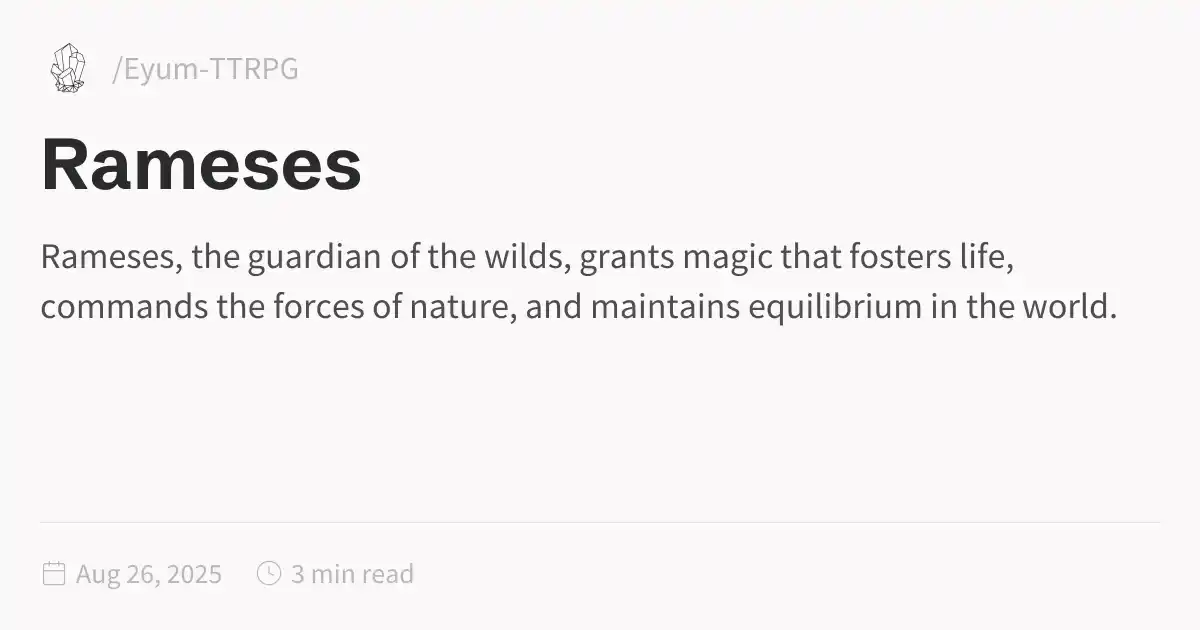 /Eyum-TTRPG
Rameses
Rameses, the guardian of the wilds, grants magic that fosters life,
commands the forces of nature, and maintains equilibrium in the world.
Aug 26, 2025 3 min read